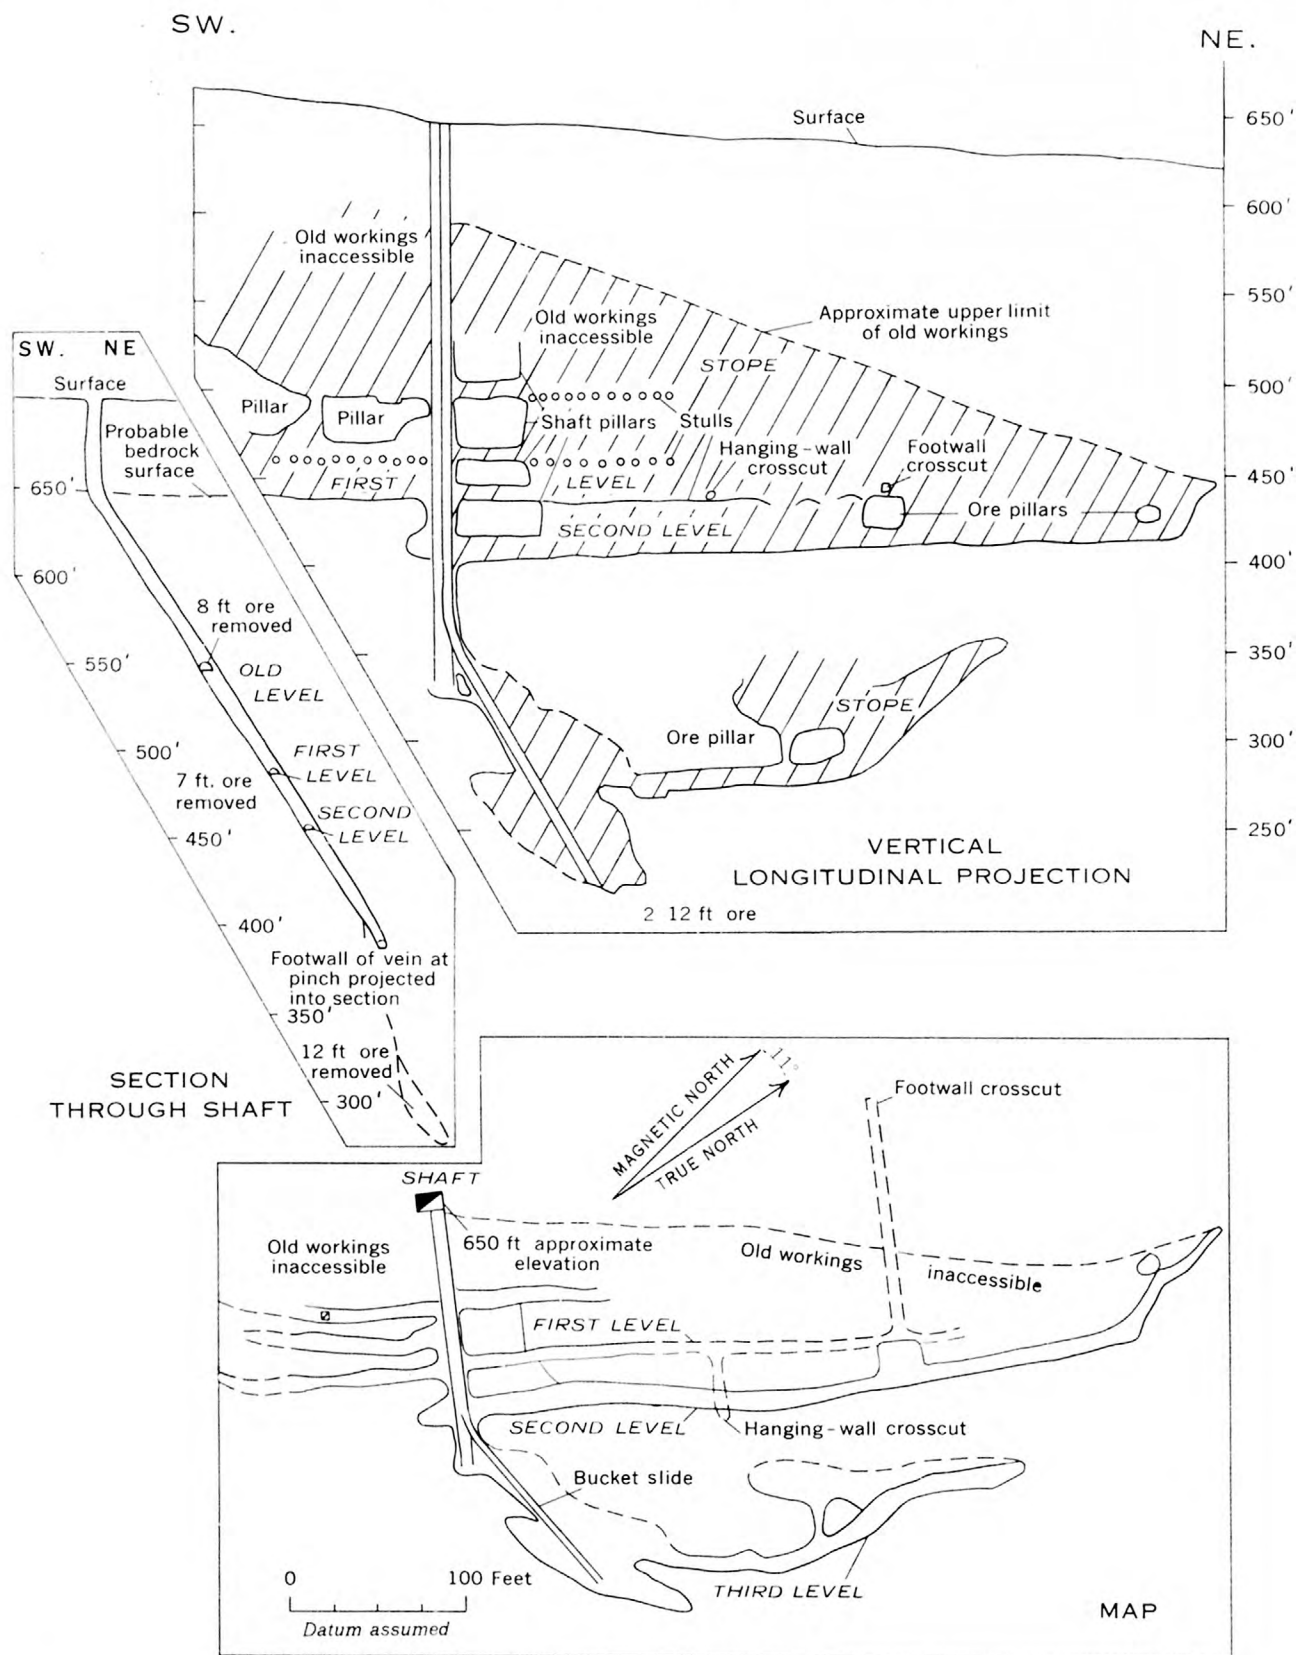 SW.
NE.
Surface
650'
600'
Old workings
inaccessible
550'
Approximate upper limit
of old workings
Old workings
inaccessible
STOPE
500'
Pillar
Pillar
Shaft pillars
Stulls
Hanging-wall
crosscut
Footwall
crosscut
450'
FIRST
LEVEL
Ore pillars
SECOND LEVEL
400'
350'
STOPE
Ore pillar
300'
250'
VERTICAL
LONGITUDINAL PROJECTION
2 12 ft ore
SW. NE
Surface
Probable
bedrock
surface
650'
600'
8 ft ore
removed
550'
OLD
LEVEL
500'
FIRST
LEVEL
7 ft. ore
removed
SECOND
LEVEL
450'
400'
Footwall of vein at
pinch projected
into section
350'
12 ft ore
removed
300'
SECTION
THROUGH SHAFT
MAGNETIC NORTH
11°
TRUE NORTH
Footwall crosscut
SHAFT
650 ft approximate
elevation
Old workings
inaccessible
Old workings
inaccessible
FIRST LEVEL
SECOND LEVEL
Hanging-wall crosscut
Bucket slide
THIRD LEVEL
0 100 Feet
Datum assumed
MAP